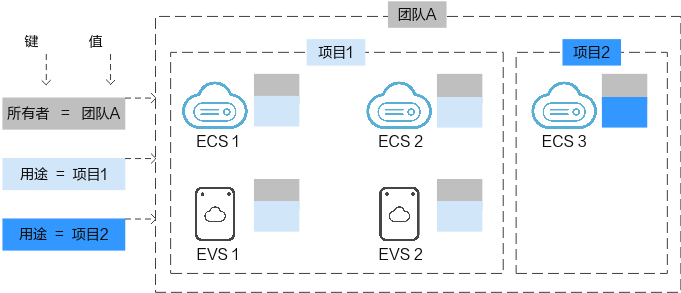 团队A
键
值
项目1
项目2
所有者 = 团队A
ECS 1
ECS 2
ECS 3
用途 = 项目1
用途 = 项目2
EVS 1
EVS 2